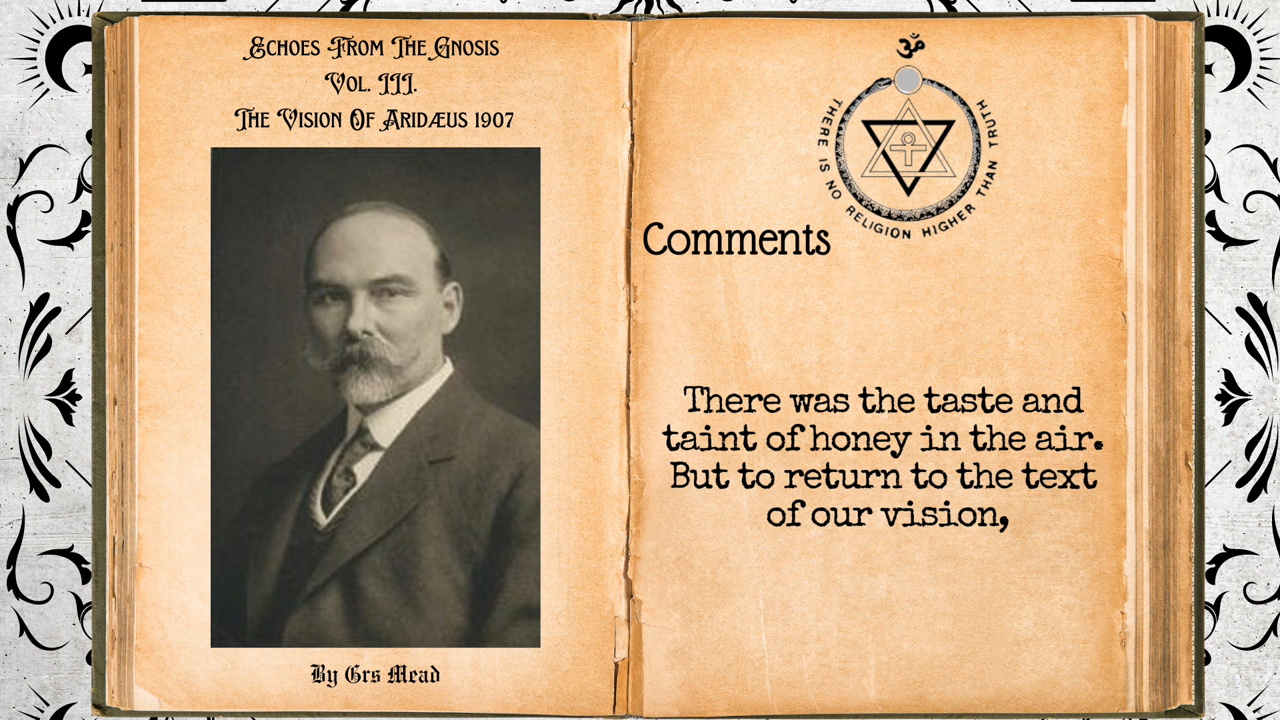 Echoes From The Gnosis
Vol. III.
The Vision Of Aridæus 1907
By Grs Mead
ॐ
THERE IS NO RELIGION HIGHER THAN TRUTH
Comments
There was the taste and
taint of honey in the air.
But to return to the text
of our vision,